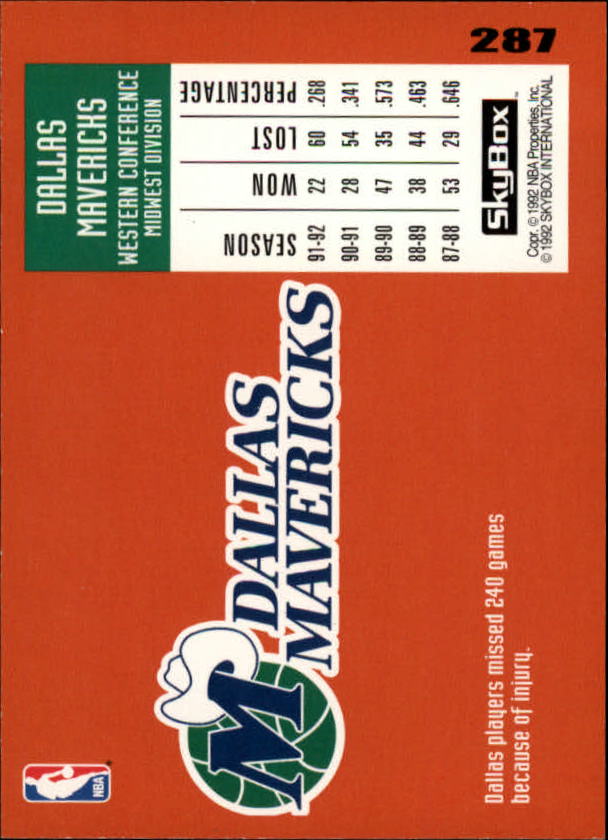 287
DALLAS
MAVERICKS
WESTERN CONFERENCE
MIDWEST DIVISION
SEASON WON LOST PERCENTAGE
91-92 22 60 .268
90-91 28 54 .341
89-90 47 35 .573
88-89 38 44 .463
87-88 53 29 .646
SkyBox™
Copr. © 1992 NBA Properties, Inc.
© 1992 SKYBOX INTERNATIONAL
M
DALLAS
MAVERICKS
NBA
Dallas players missed 240 games
because of injury.